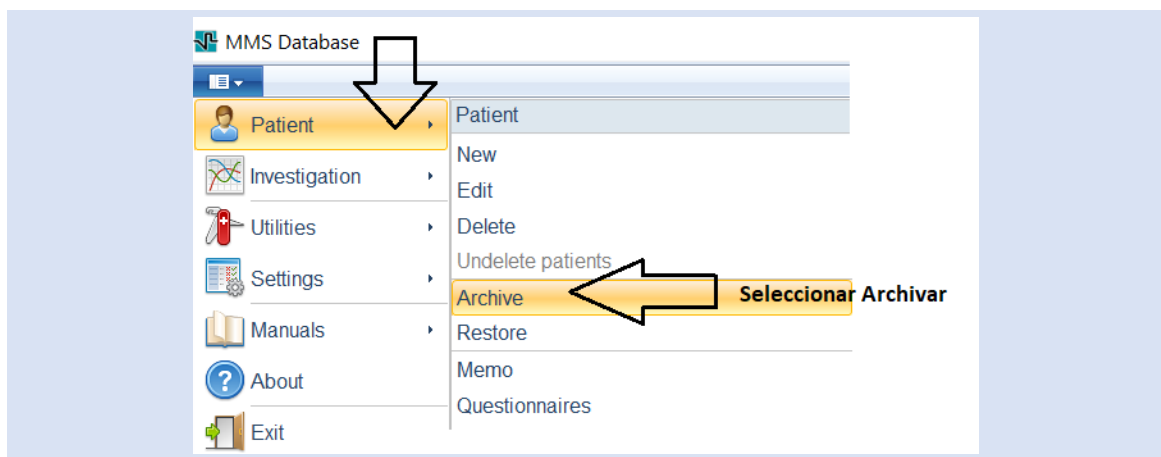 MMS Database
Patient
Investigation
Utilities
Settings
Manuals
About
Exit
Patient
New
Edit
Delete
Undelete patients
Archive
Seleccionar Archivar
Restore
Memo
Questionnaires